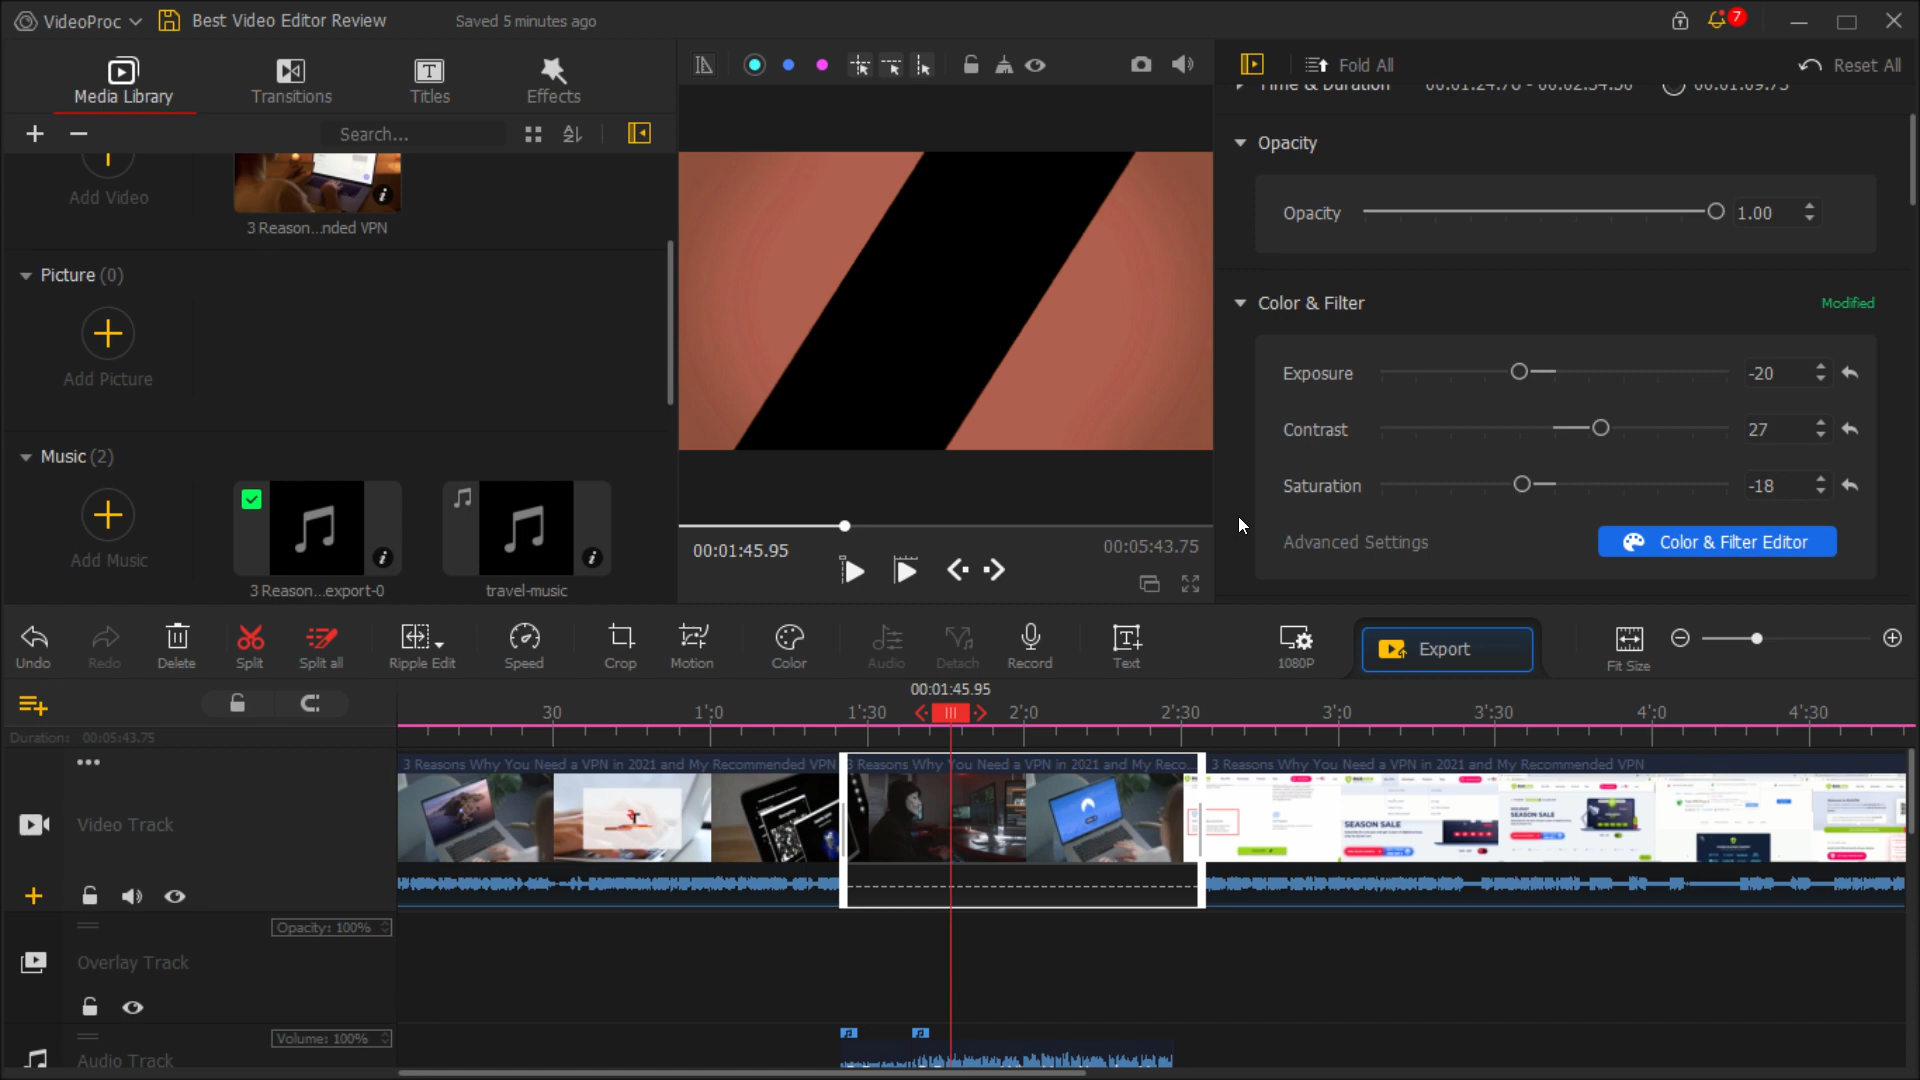 VideoProc
Best Video Editor Review
Saved 5 minutes ago
7
Media Library
Transitions
Titles
Effects
Search...
Add Video
3 Reason...nded VPN
Picture (0)
Add Picture
Music (2)
Add Music
3 Reason...export-0
travel-music
00:01:45.95
00:05:43.75
Fold All
Reset All
Time & Duration
Opacity
Opacity
1.00
Color & Filter
Modified
Exposure
-20
Contrast
27
Saturation
-18
Advanced Settings
Color & Filter Editor
Undo
Redo
Delete
Split
Split all
Ripple Edit
Speed
Crop
Motion
Color
Audio
Detach
Record
Text
1080P
Export
Fit Size
00:01:45.95
30
1':0
1':30
2':0
2':30
3':0
3':30
4':0
4':30
Duration: 00:05:43.75
3 Reasons Why You Need a VPN in 2021 and My Recommended VPN
3 Reasons Why You Need a VPN in 2021 and My Reco...
3 Reasons Why You Need a VPN in 2021 and My Recommended VPN
SEASON SALE
SEASON SALE
Video Track
Opacity: 100%
Overlay Track
Volume: 100%
Audio Track